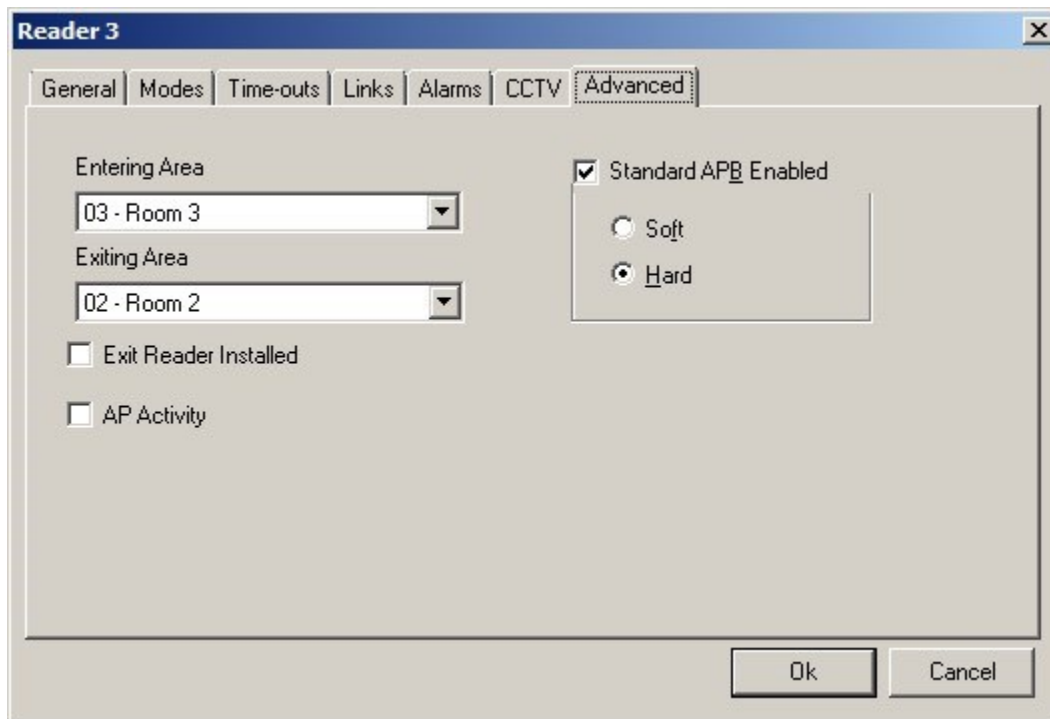 Reader 3
General Modes Time-outs Links Alarms CCTV Advanced
Entering Area
03 - Room 3
Exiting Area
02 - Room 2
Exit Reader Installed
AP Activity
Standard APB Enabled
Soft
Hard
Ok Cancel